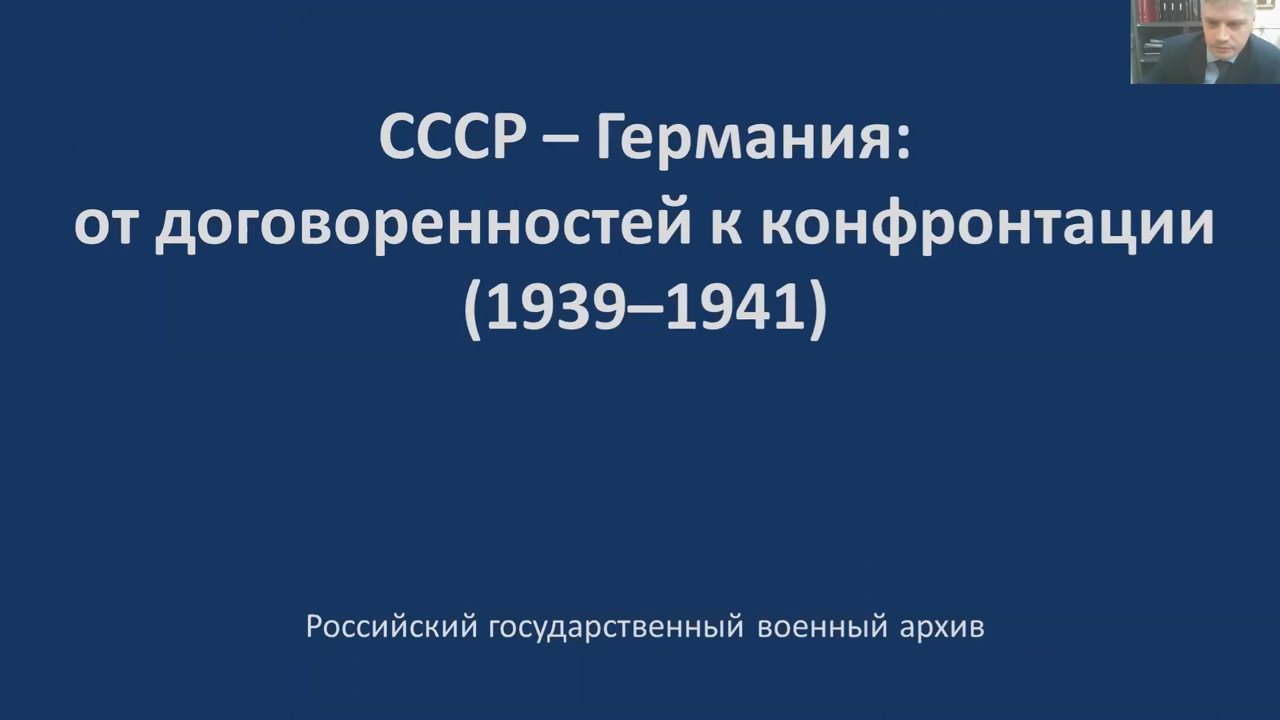 СССР – Германия:
от договоренностей к конфронтации
(1939–1941)
Российский государственный военный архив